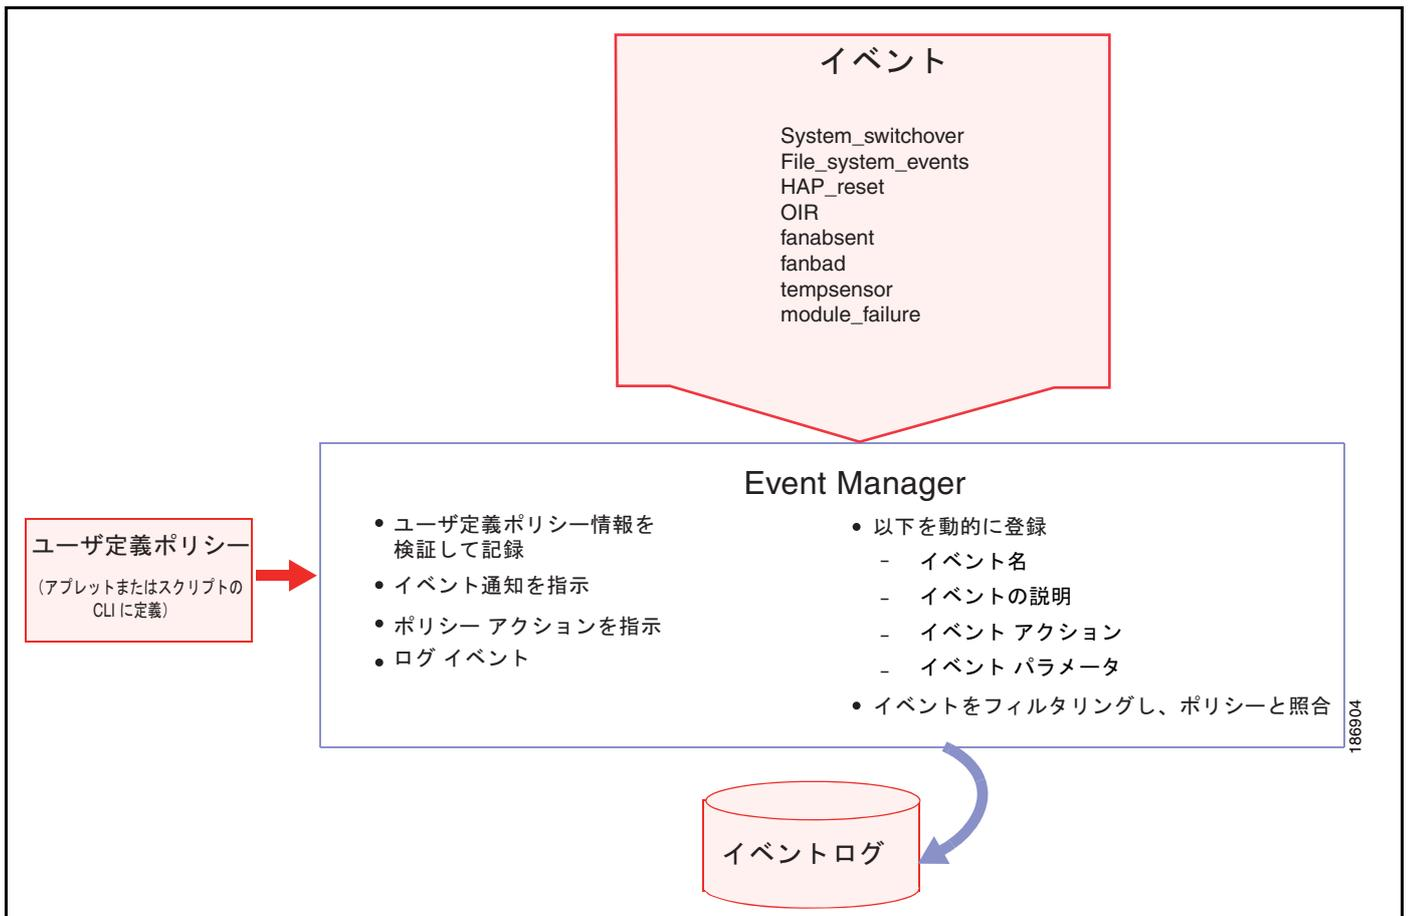 イベント
System_switchover
File_system_events
HAP_reset
OIR
fanabsent
fanbad
tempsensor
module_failure
ユーザ定義ポリシー
（アプレットまたはスクリプトの
CLI に定義）
Event Manager
• ユーザ定義ポリシー情報を
検証して記録
• イベント通知を指示
• ポリシー アクションを指示
• ログ イベント
• 以下を動的に登録
– イベント名
– イベントの説明
– イベント アクション
– イベント パラメータ
• イベントをフィルタリングし、ポリシーと照合
186904
イベントログ